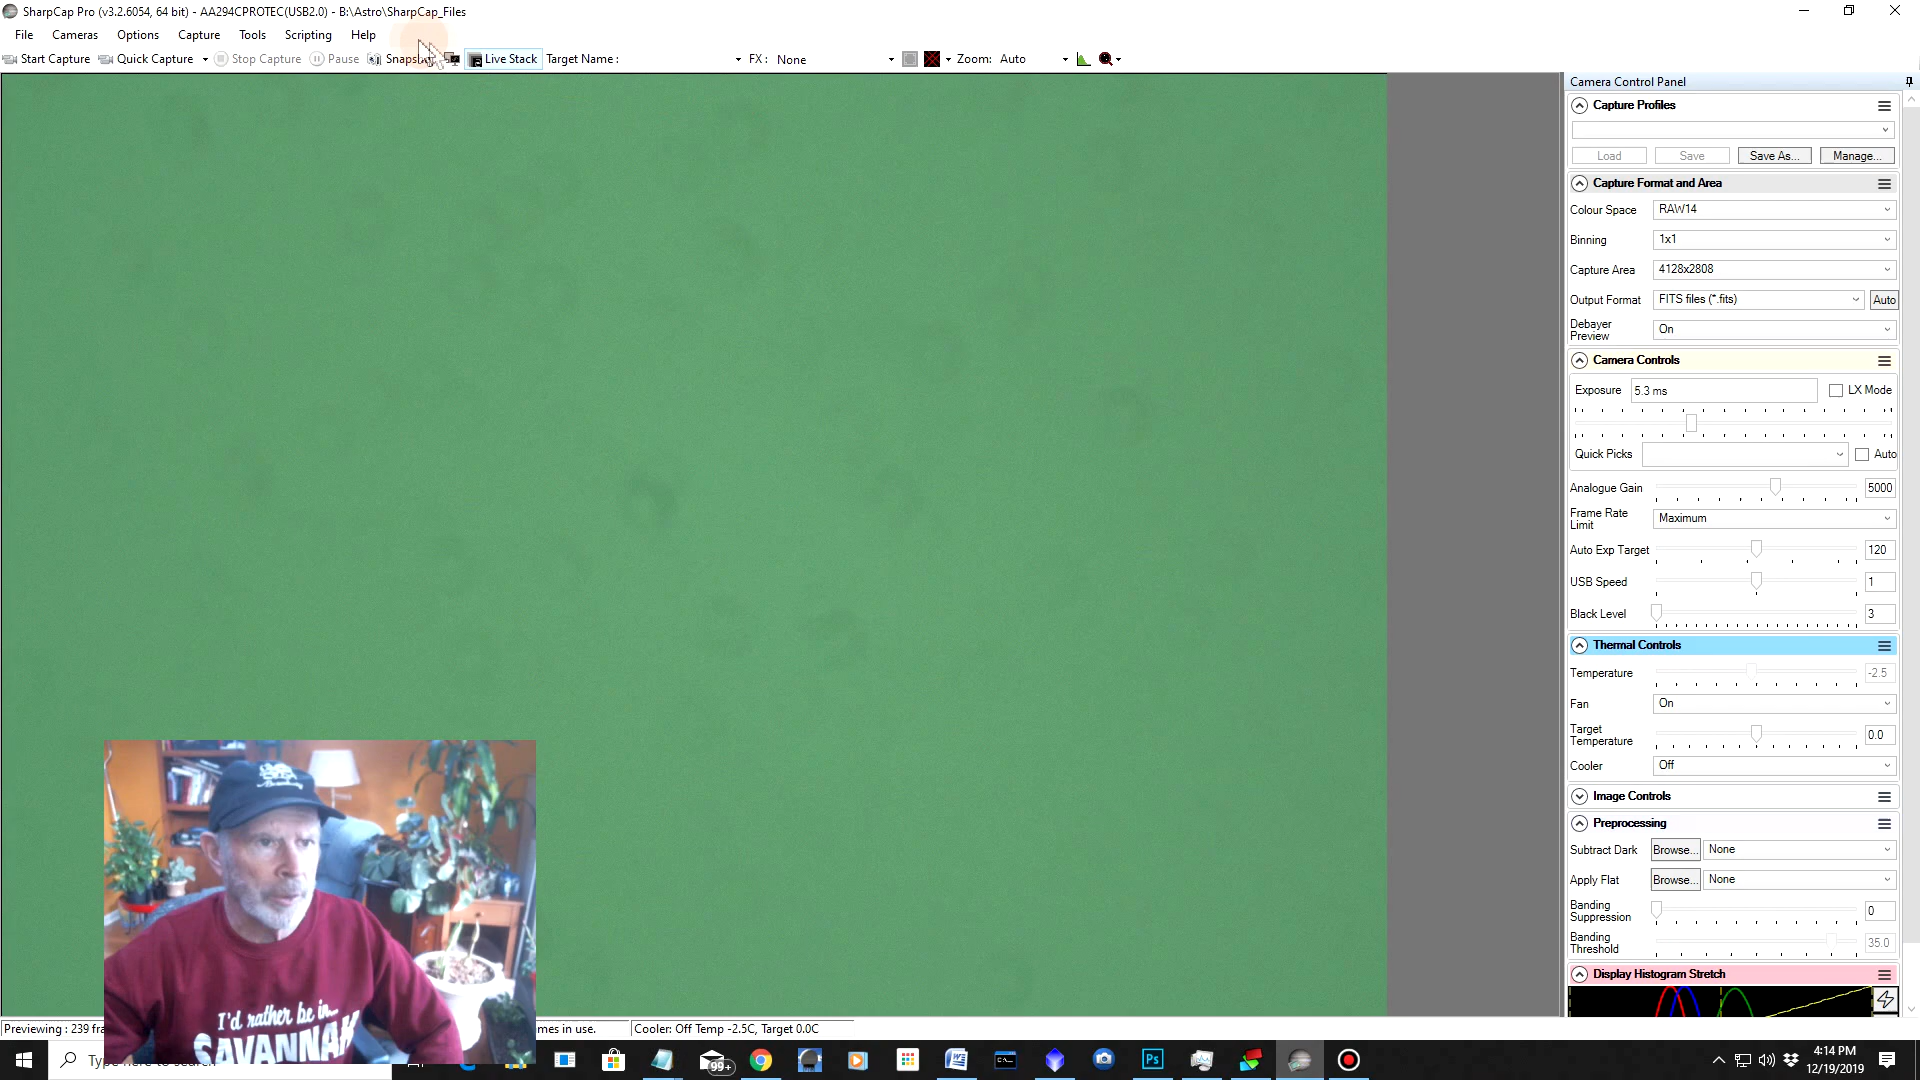 SharpCap Pro (v3.2.6054, 64 bit) - AA294CPROTEC(USB2.0) - B:\Astro\SharpCap_Files
File Cameras Options Capture Tools Scripting Help
Start Capture Quick Capture Stop Capture Pause Live Stack Target Name : FX : None Zoom: Auto
Camera Control Panel
Capture Profiles
Load Save Save As... Manage...
Capture Format and Area
Colour Space RAW14
Binning 1x1
Capture Area 4128x2808
Output Format FITS files (*.fits) Auto
Debayer Preview On
Camera Controls
Exposure 5.3 ms LX Mode
Quick Picks Auto
Analogue Gain 5000
Frame Rate Limit Maximum
Auto Exp Target 120
USB Speed 1
Black Level 3
Thermal Controls
Temperature -2.5
Fan On
Target Temperature 0.0
Cooler Off
Image Controls
Preprocessing
Subtract Dark Browse... None
Apply Flat Browse... None
Banding Suppression 0
Banding Threshold 35.0
Display Histogram Stretch
I'd rather be in...
SAVANNAH
Previewing : 239 fra mes in use. Cooler: Off Temp -2.5C, Target 0.0C
99+
W
C:\
Ps
4:14 PM
12/19/2019